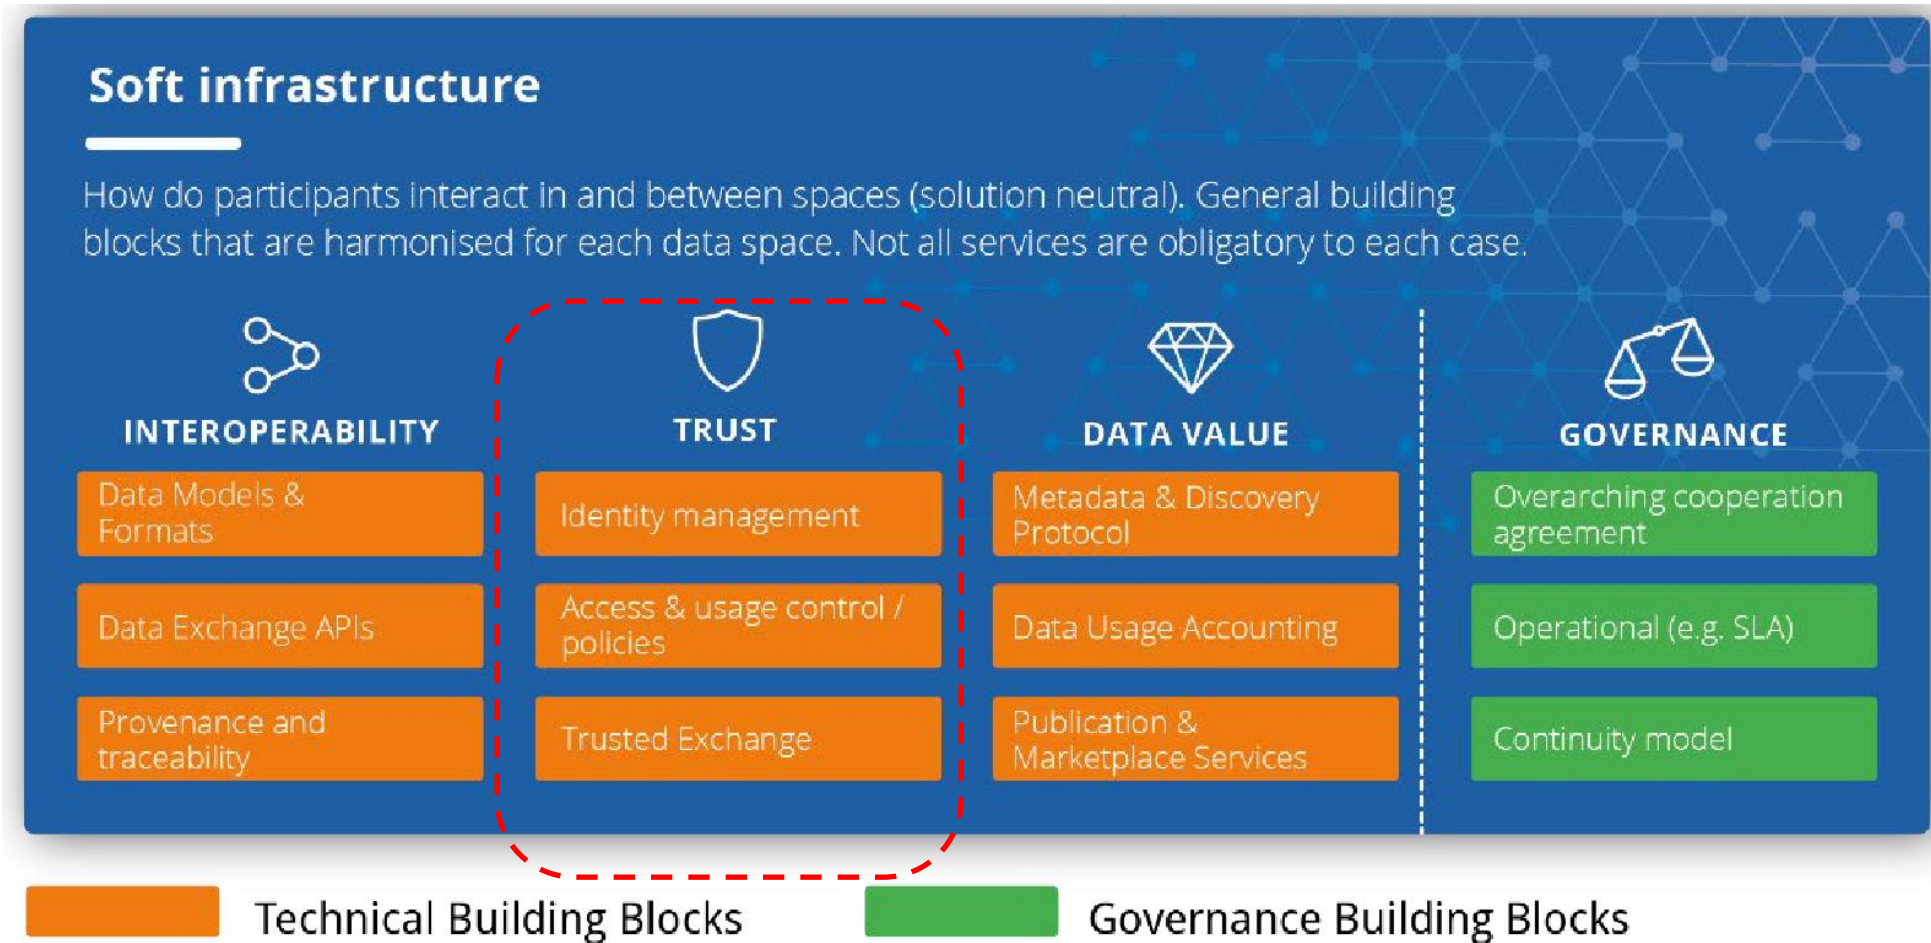 Soft infrastructure
How do participants interact in and between spaces (solution neutral). General building
blocks that are harmonised for each data space. Not all services are obligatory to each case.
INTEROPERABILITY
Data Models &
Formats
Data Exchange APIs
Provenance and
traceability
TRUST
Identity management
Access & usage control /
policies
Trusted Exchange
DATA VALUE
Metadata & Discovery
Protocol
Data Usage Accounting
Publication &
Marketplace Services
GOVERNANCE
Overarching cooperation
agreement
Operational (e.g. SLA)
Continuity model
Technical Building Blocks
Governance Building Blocks